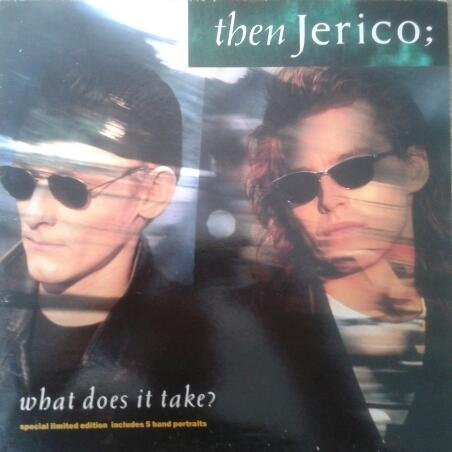 then Jerico;
what does it take?
special limited edition includes 5 band portraits